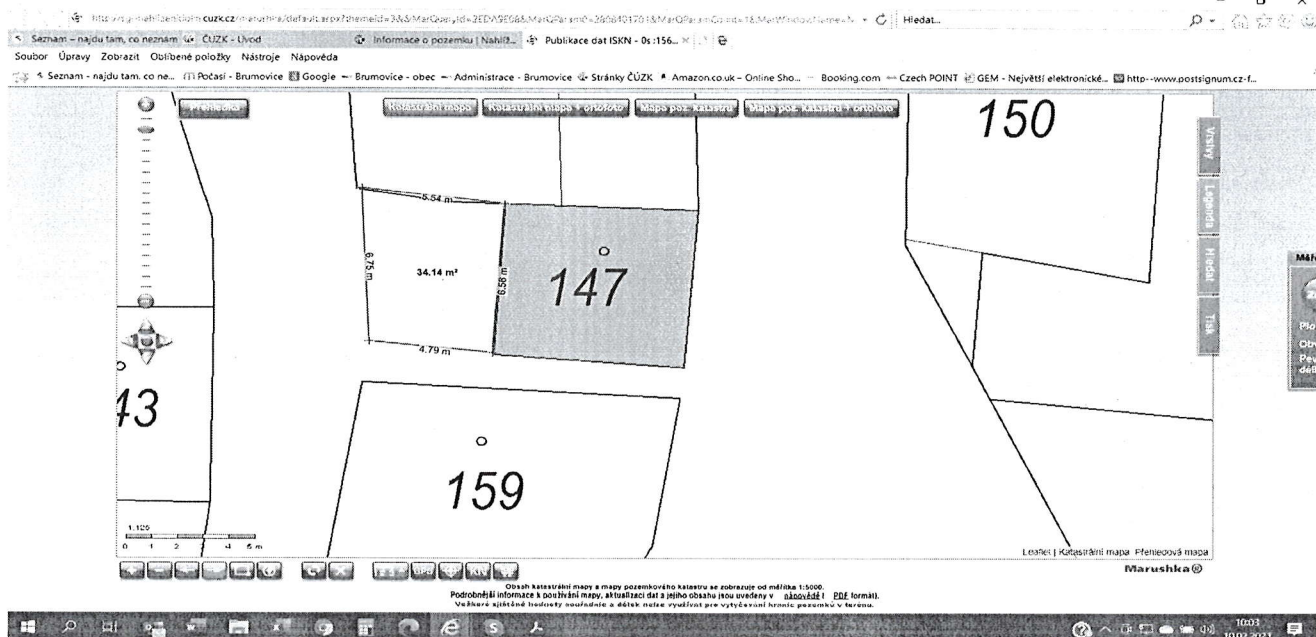 Hledat...
Seznam - najdu tam, co neznám
ČÚZK - Úvod
Informace o pozemku | Nahlíž...
Publikace dat ISKN - 0s :156...
Soubor Úpravy Zobrazit Oblíbené položky Nástroje Nápověda
Seznam - najdu tam, co ne... Počasí - Brumovice Google Brumovice - obec Administrace - Brumovice Stránky ČÚZK Amazon.co.uk - Online Sho... Booking.com Czech POINT GEM - Největší elektronické... http--www.postsignum.cz-f...
Přehledka
Katastrální mapa
Katastrální mapa + ortofoto
Mapa poz. katastru
Mapa poz. katastru + ortofoto
150
Vrstvy
Legenda
Hledat
Tisk
5.54 m
6.75 m
34.14 m²
6.58 m
147
4.79 m
43
159
0 1 2 3 4 5 m
Leaflet | Katastrální mapa Přehledová mapa
Marushka®
Obsah katastrální mapy a mapy pozemkového katastru se zobrazuje od měřítka 1:5000.
Podrobnější informace k používání mapy, aktualizaci dat a jejího obsahu jsou uvedeny v nápovědě ( PDF formát).
Veškeré zjištěné hodnoty souřadnic a délek nelze využívat pro vytyčování hranic pozemků v terénu.
10:03